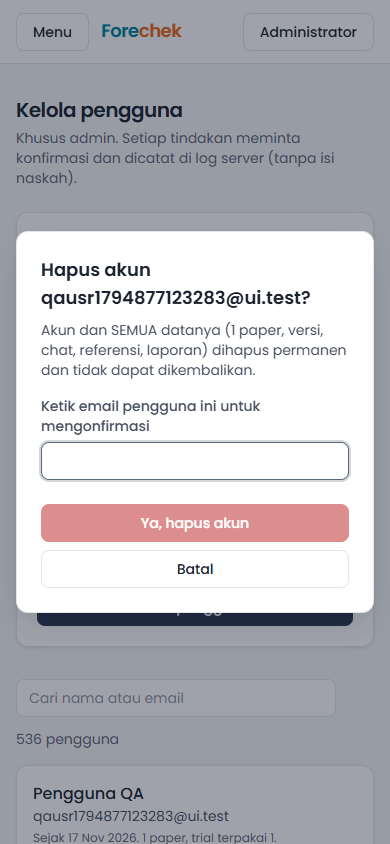 Menu
Forechek
Administrator
Kelola pengguna
Khusus admin. Setiap tindakan meminta
konfirmasi dan dicatat di log server (tanpa isi
naskah).
Hapus akun
qausr1794877123283@ui.test?
Akun dan SEMUA datanya (1 paper, versi,
chat, referensi, laporan) dihapus permanen
dan tidak dapat dikembalikan.
Ketik email pengguna ini untuk
mengonfirmasi
Ya, hapus akun
Batal
Cari nama atau email
536 pengguna
Pengguna QA
qausr1794877123283@ui.test
Sejak 17 Nov 2026. 1 paper, trial terpakai 1.